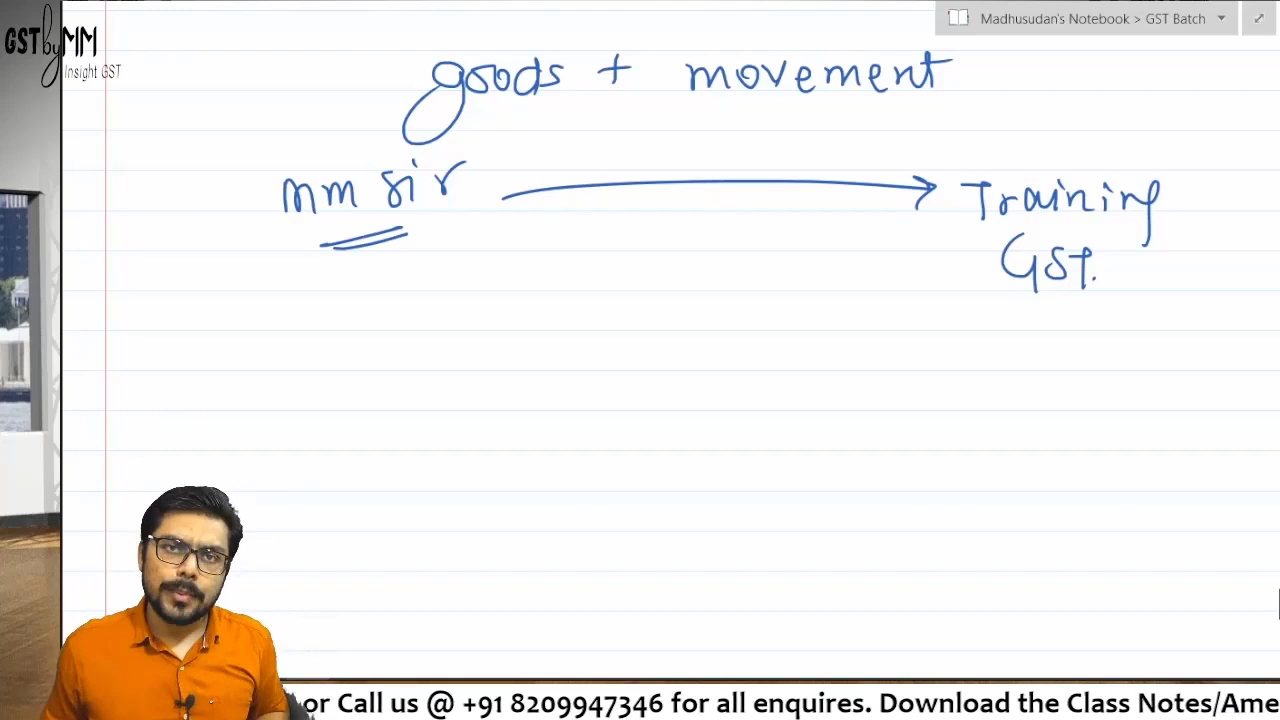 GST by MM
Insight GST
Madhusudan's Notebook > GST Batch
goods + movement
mm sir → Training
GST.
or Call us @ +91 8209947346 for all enquires. Download the Class Notes/Ame